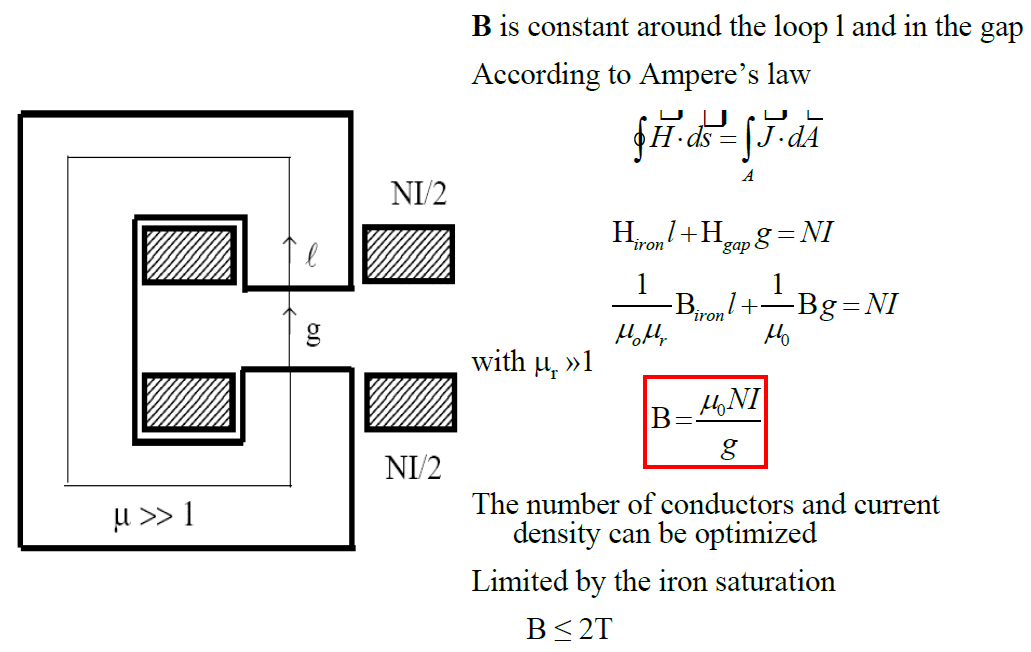 B is constant around the loop l and in the gap
According to Ampere’s law
∮ H · ds = ∫_A J · dA
H_iron l + H_gap g = NI
1/(μ_o μ_r) B_iron l + 1/μ_0 B g = NI
with μ_r »1
B = μ_0 NI / g
The number of conductors and current
density can be optimized
Limited by the iron saturation
B ≤ 2T
NI/2
ℓ
g
NI/2
μ >> 1